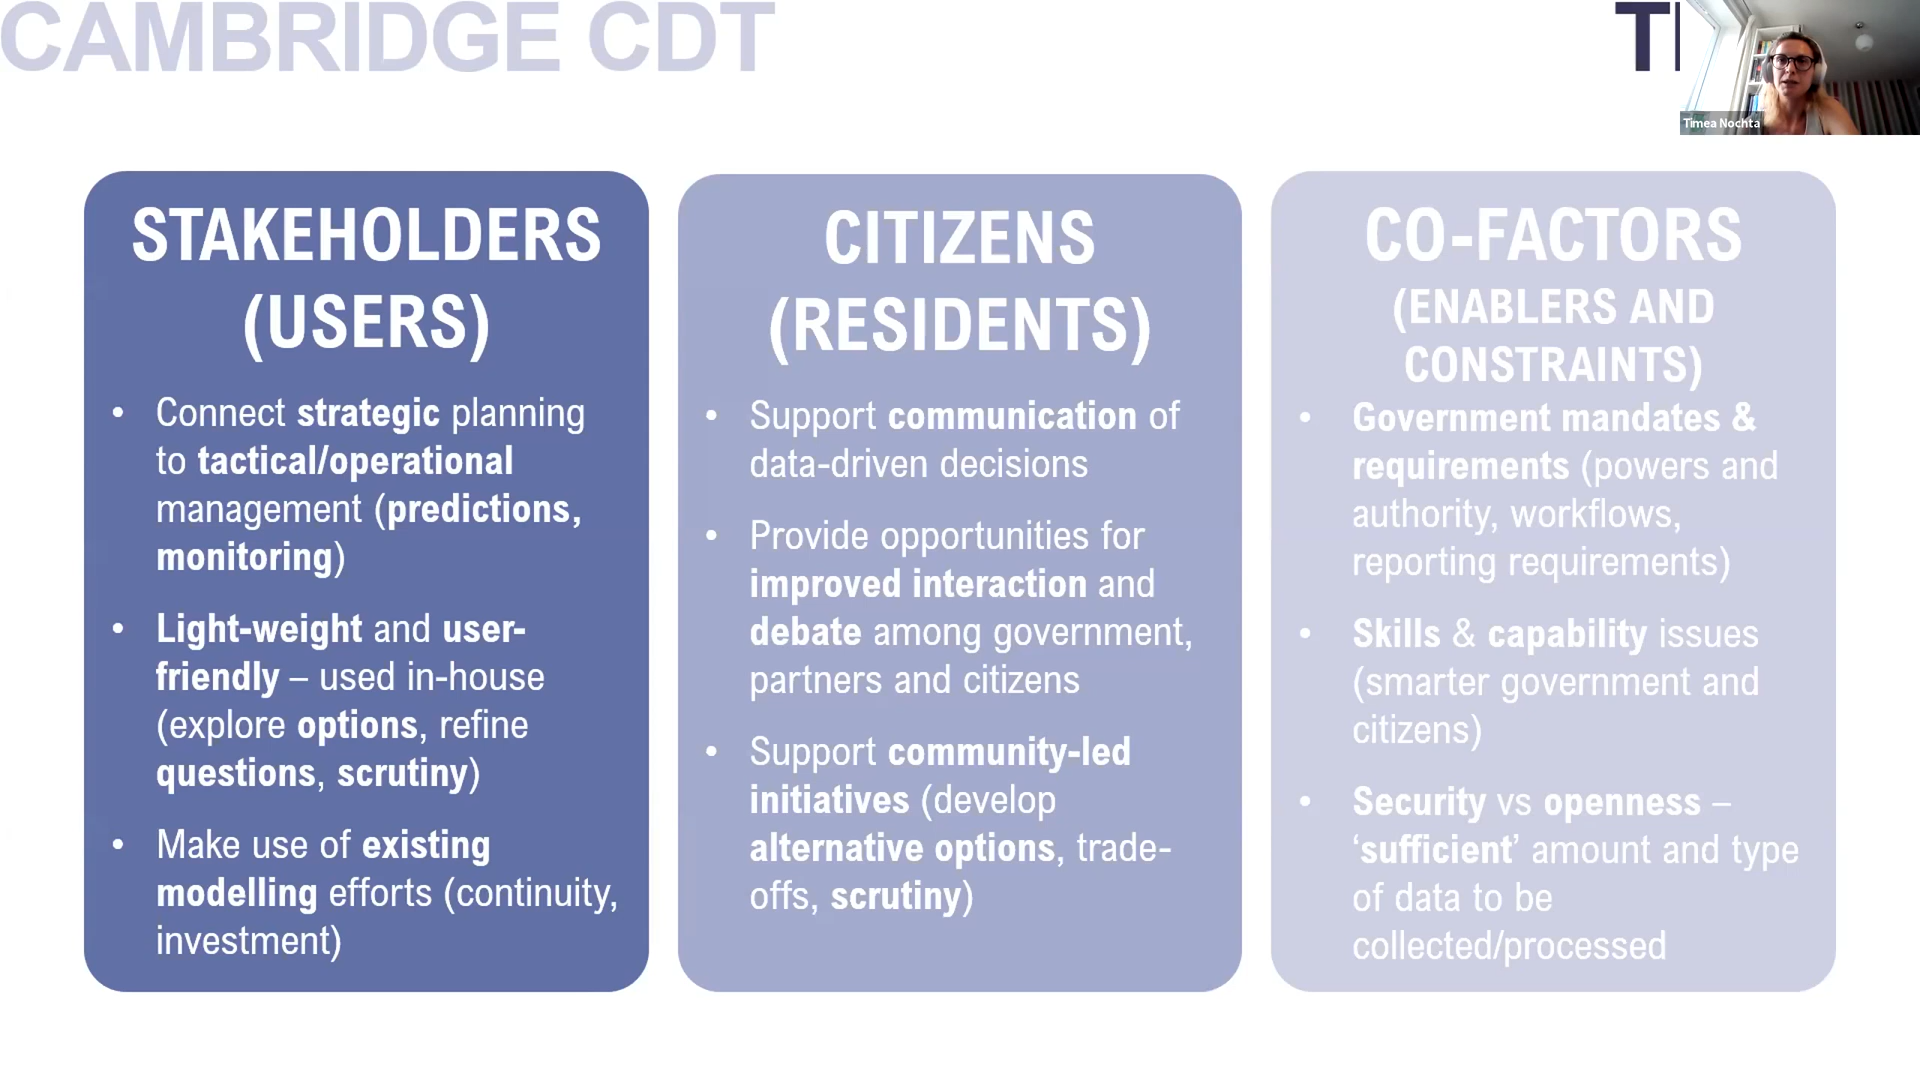 CAMBRIDGE CDT
Timea Nochta
STAKEHOLDERS
(USERS)
• Connect strategic planning
to tactical/operational
management (predictions,
monitoring)
• Light-weight and user-
friendly – used in-house
(explore options, refine
questions, scrutiny)
• Make use of existing
modelling efforts (continuity,
investment)
CITIZENS
(RESIDENTS)
• Support communication of
data-driven decisions
• Provide opportunities for
improved interaction and
debate among government,
partners and citizens
• Support community-led
initiatives (develop
alternative options, trade-
offs, scrutiny)
CO-FACTORS
(ENABLERS AND
CONSTRAINTS)
• Government mandates &
requirements (powers and
authority, workflows,
reporting requirements)
• Skills & capability issues
(smarter government and
citizens)
• Security vs openness –
‘sufficient’ amount and type
of data to be
collected/processed